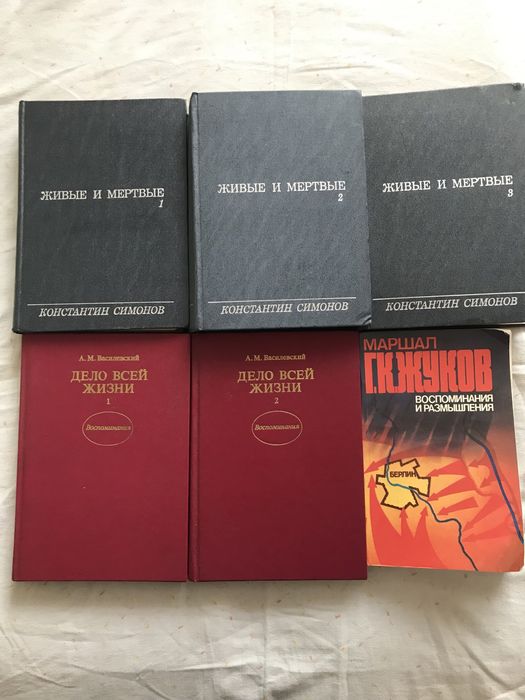 ЖИВЫЕ И МЕРТВЫЕ
1
КОНСТАНТИН СИМОНОВ
ЖИВЫЕ И МЕРТВЫЕ
2
КОНСТАНТИН СИМОНОВ
ЖИВЫЕ И МЕРТВЫЕ
3
КОНСТАНТИН СИМОНОВ
А. М. Василевский
ДЕЛО ВСЕЙ
ЖИЗНИ
1
Воспоминания
А. М. Василевский
ДЕЛО ВСЕЙ
ЖИЗНИ
2
Воспоминания
МАРШАЛ
Г.К.ЖУКОВ
ВОСПОМИНАНИЯ
И РАЗМЫШЛЕНИЯ
БЕРЛИН